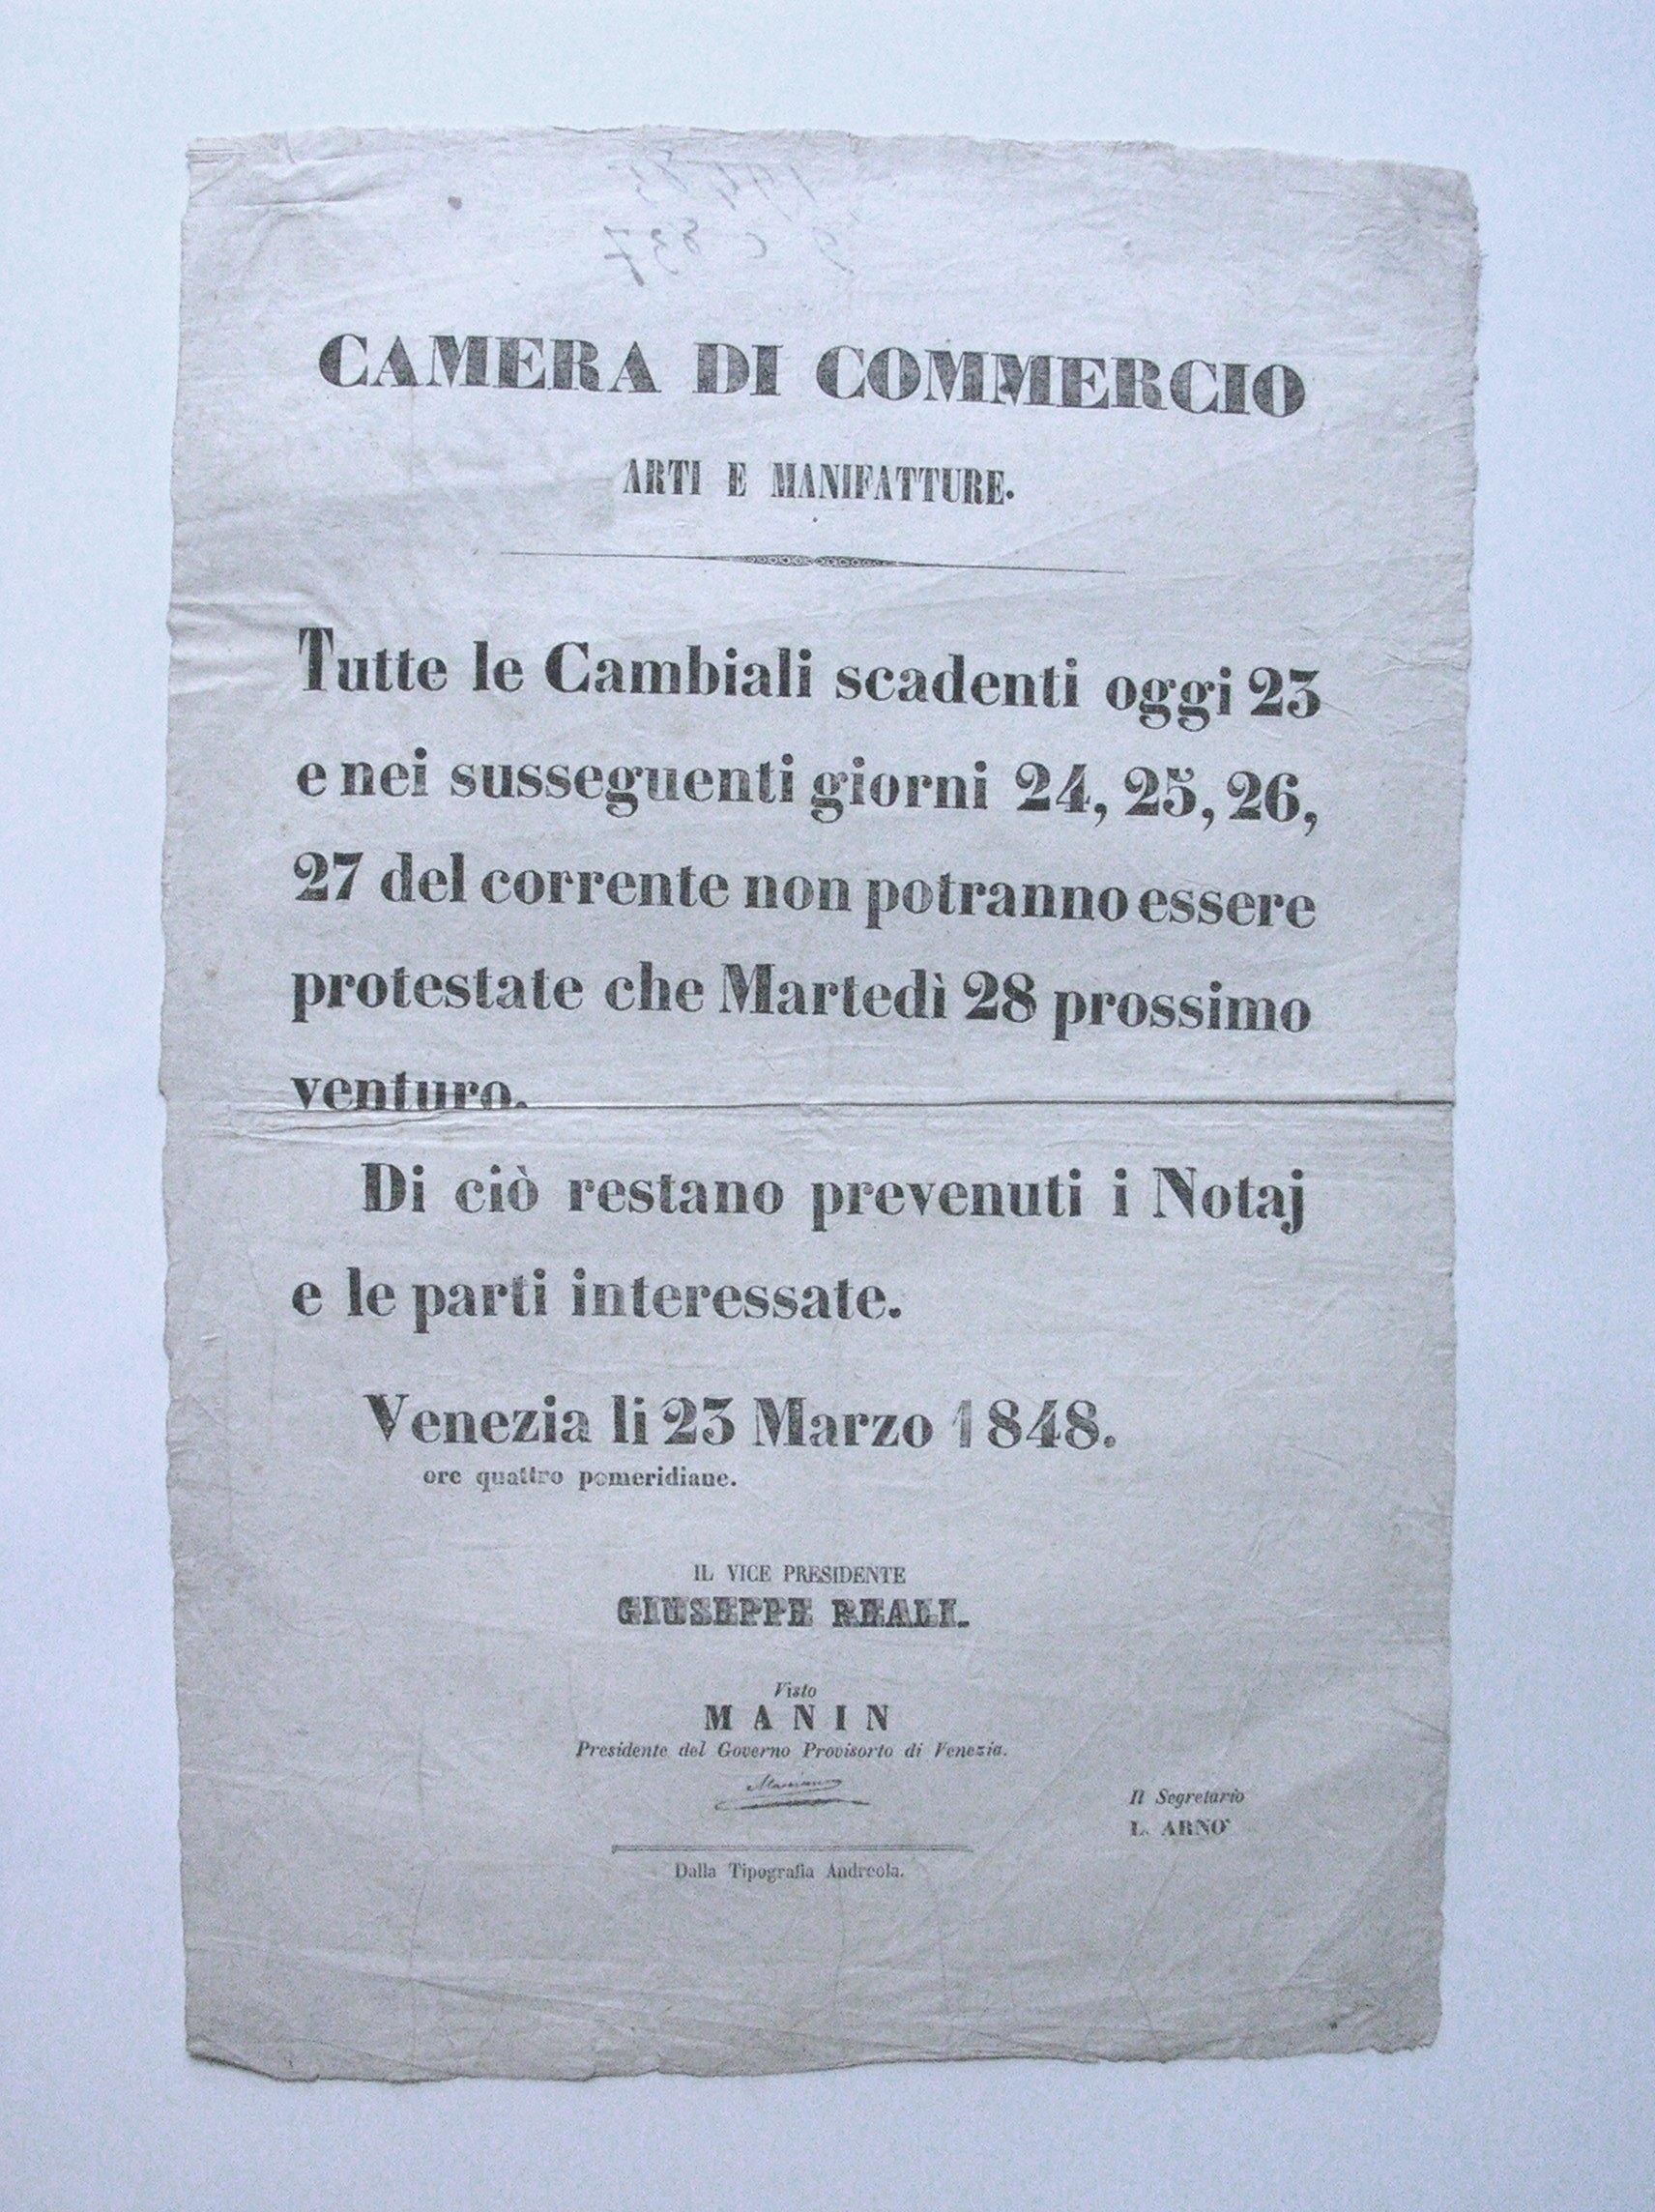 CAMERA DI COMMERCIO
ARTI E MANIFATTURE.
Tutte le Cambiali scadenti oggi 23
e nei susseguenti giorni 24, 25, 26,
27 del corrente non potranno essere
protestate che Martedì 28 prossimo
venturo.
Di ciò restano prevenuti i Notaj
e le parti interessate.
Venezia li 23 Marzo 1848.
ore quattro pomeridiane.
IL VICE PRESIDENTE
GIUSEPPE REALI.
Visto
MANIN
Presidente del Governo Provisorio di Venezia.
Il Segretario
L. ARNO'
Dalla Tipografia Andreola.